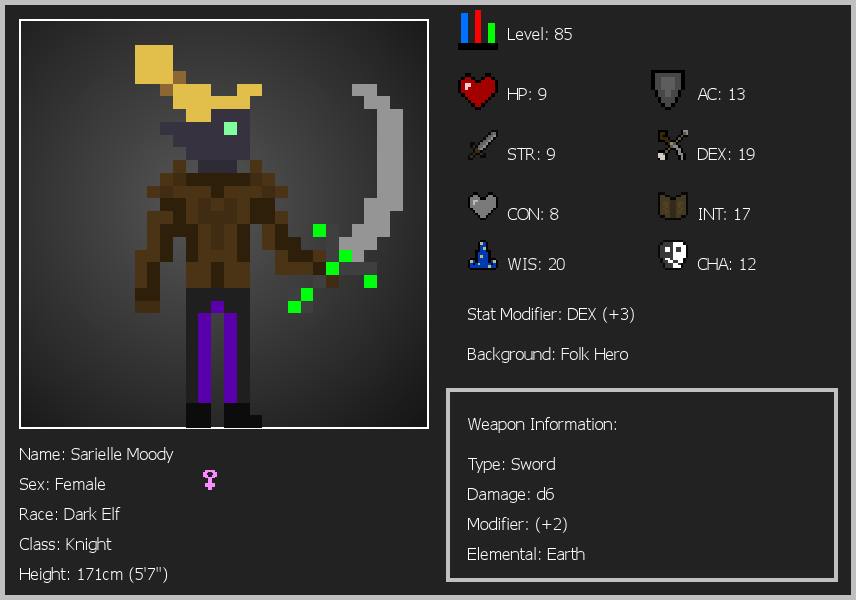 Level: 85
HP: 9
AC: 13
STR: 9
DEX: 19
CON: 8
INT: 17
WIS: 20
CHA: 12
Stat Modifier: DEX (+3)
Background: Folk Hero
Weapon Information:
Type: Sword
Damage: d6
Modifier: (+2)
Elemental: Earth
Name: Sarielle Moody
Sex: Female
Race: Dark Elf
Class: Knight
Height: 171cm (5'7")